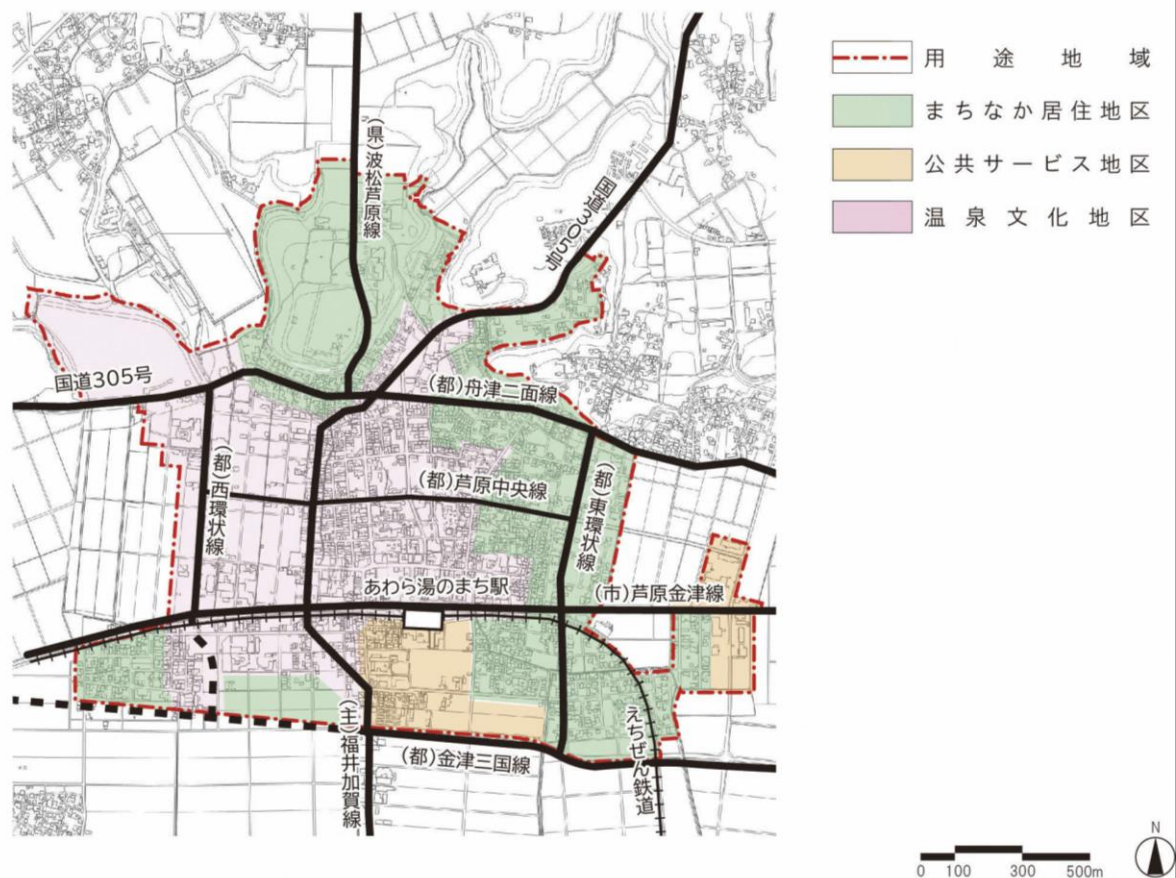 用途地域
まちなか居住地区
公共サービス地区
温泉文化地区
(県)波松芦原線
国道305号
国道305号
(都)舟津二面線
(都)西環状線
(都)芦原中央線
(都)東環状線
あわら湯のまち駅
(市)芦原金津線
(主)福井加賀線
(都)金津三国線
えちぜん鉄道
N
0 100 300 500m